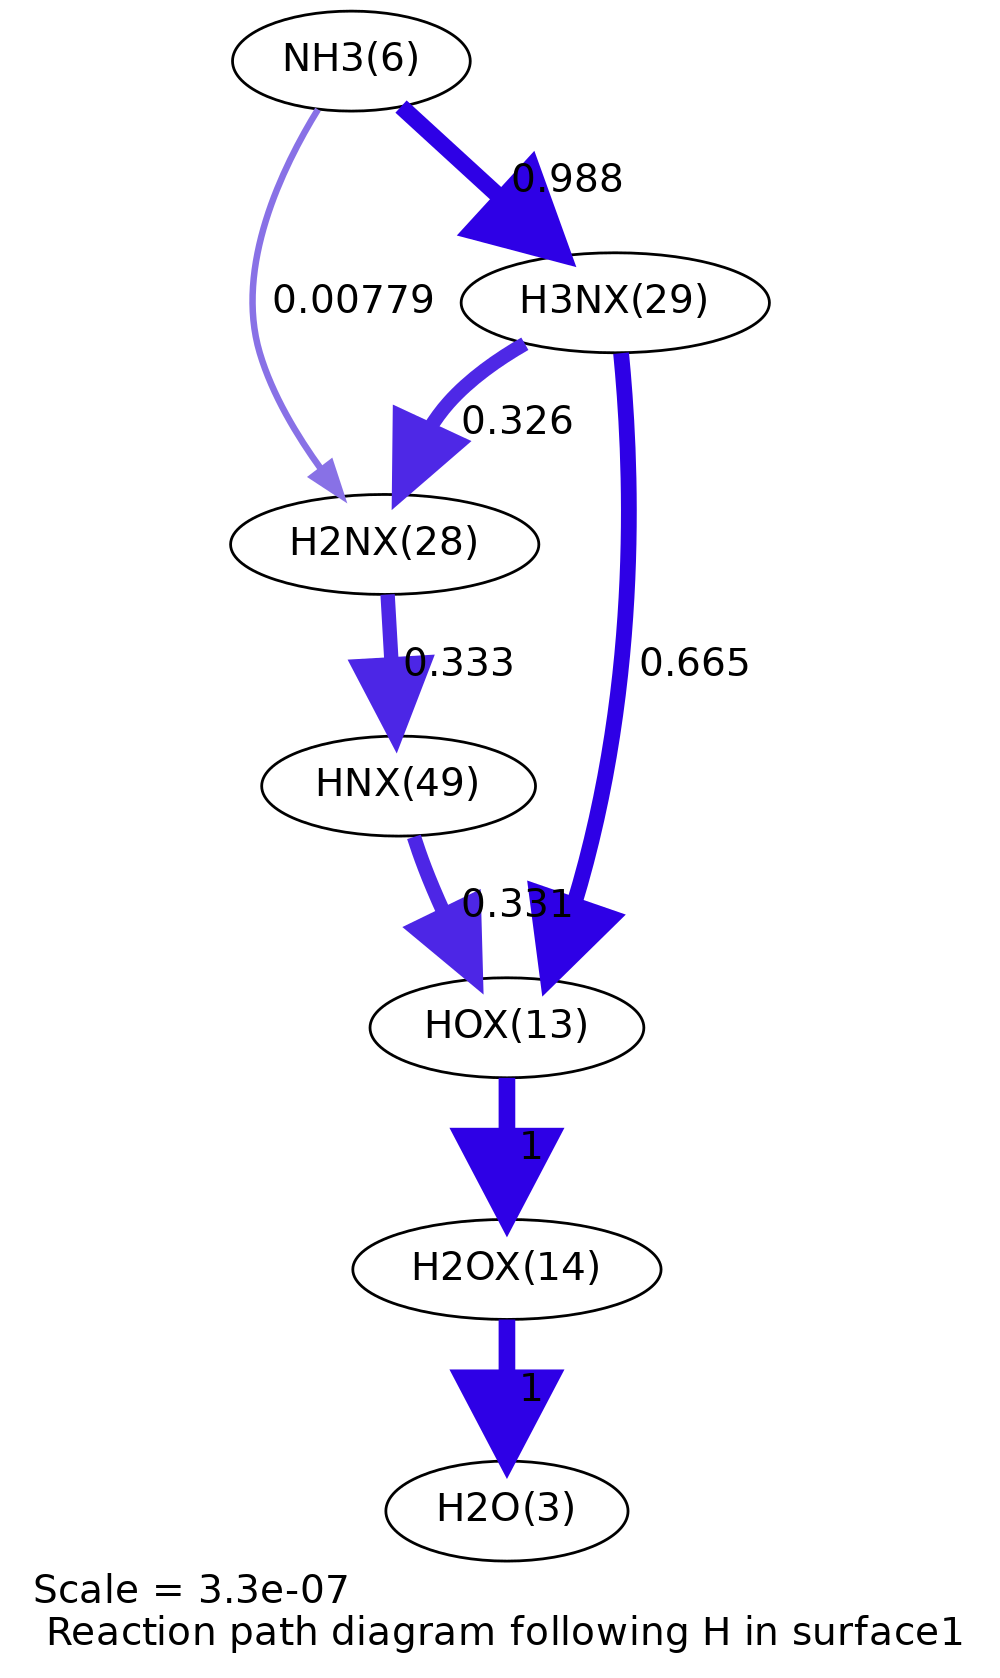 NH3(6)
0.988
0.00779
H3NX(29)
0.326
H2NX(28)
0.333
0.665
HNX(49)
0.331
HOX(13)
1
H2OX(14)
1
H2O(3)
Scale = 3.3e-07
Reaction path diagram following H in surface1